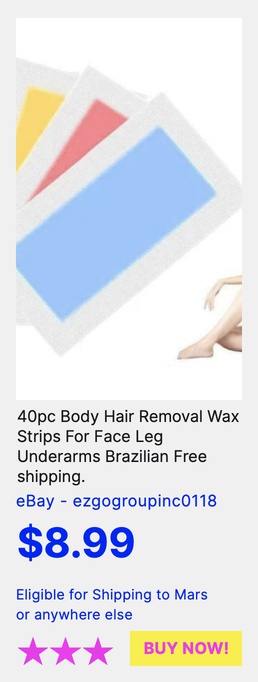 40pc Body Hair Removal Wax
Strips For Face Leg
Underarms Brazilian Free
shipping.
eBay - ezgogroupinc0118
$8.99
Eligible for Shipping to Mars
or anywhere else
BUY NOW!